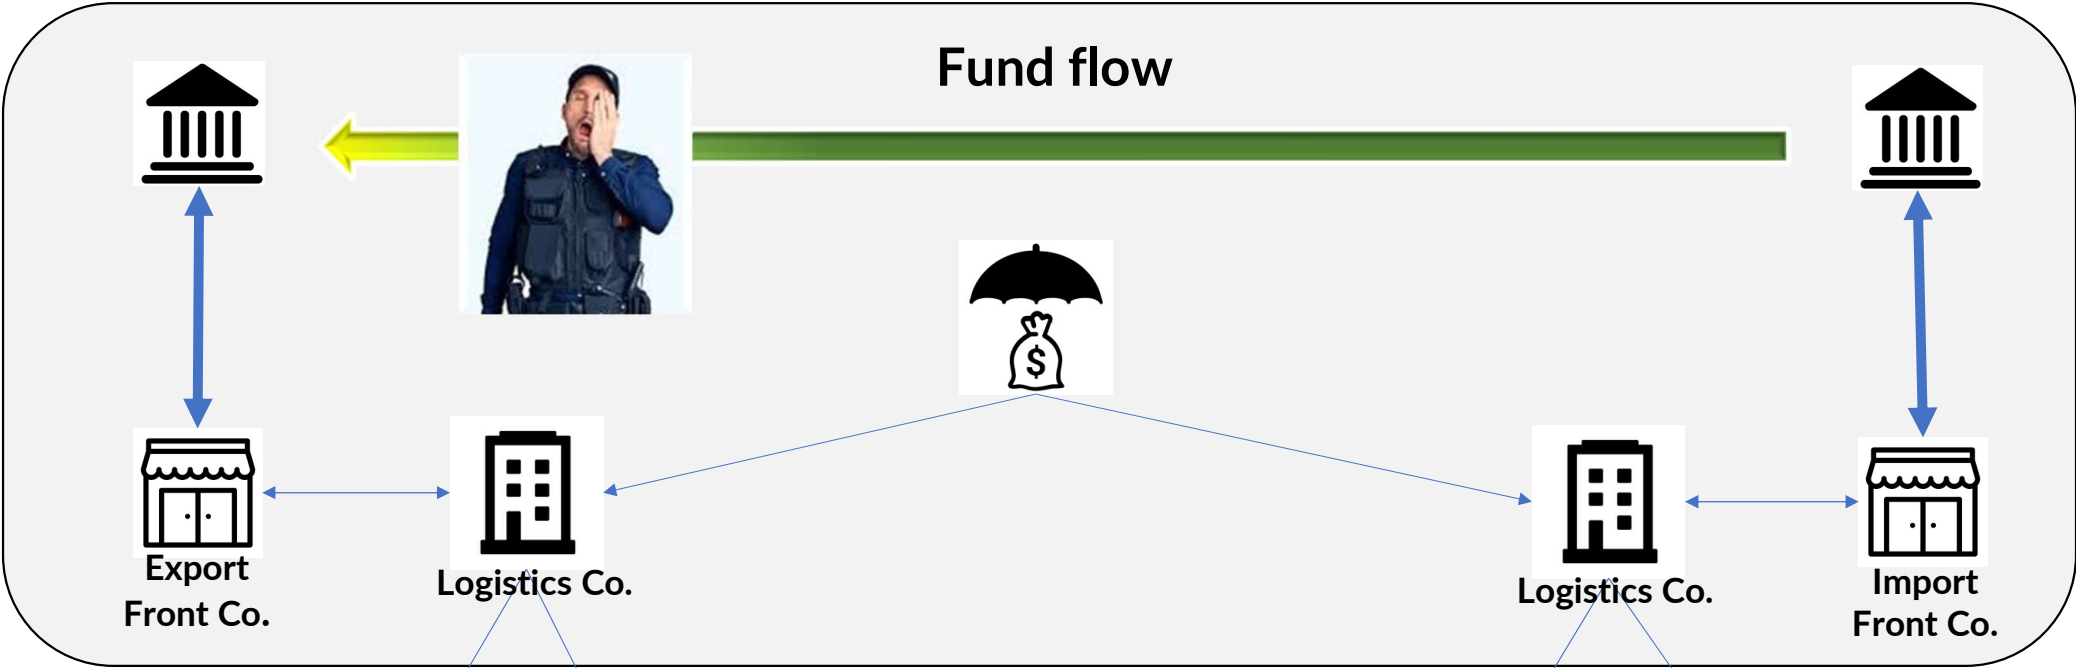 Fund flow
$
Export
Front Co.
Logistics Co.
Logistics Co.
Import
Front Co.